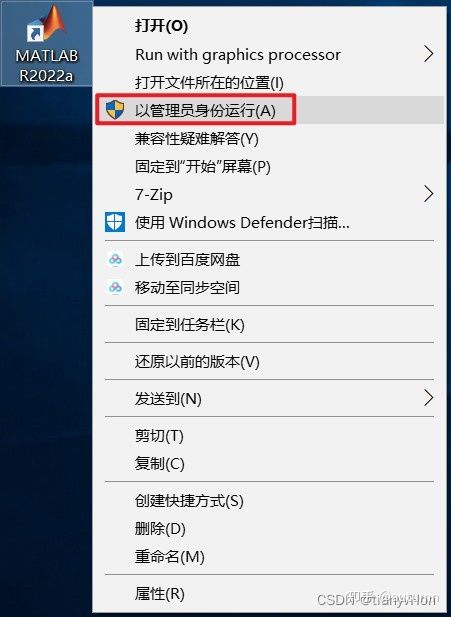 MATLAB
R2022a
打开(O)
Run with graphics processor
打开文件所在的位置(I)
以管理员身份运行(A)
兼容性疑难解答(Y)
固定到"开始"屏幕(P)
7-Zip
使用 Windows Defender扫描...
上传到百度网盘
移动至同步空间
固定到任务栏(K)
还原以前的版本(V)
发送到(N)
剪切(T)
复制(C)
创建快捷方式(S)
删除(D)
重命名(M)
属性(R)
CSDN